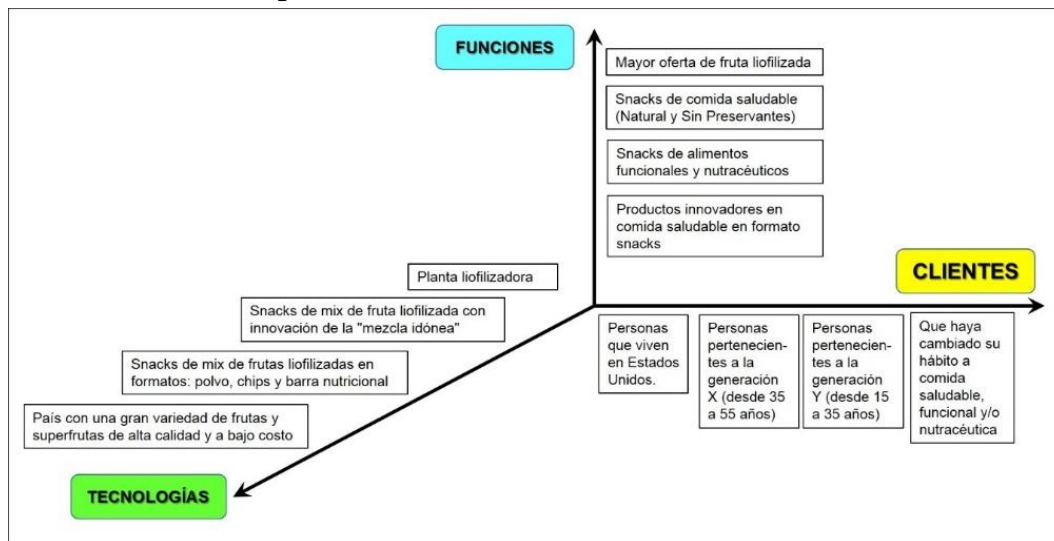 FUNCIONES
Mayor oferta de fruta liofilizada
Snacks de comida saludable
(Natural y Sin Preservantes)
Snacks de alimentos
funcionales y nutracéuticos
Productos innovadores en
comida saludable en formato
snacks
CLIENTES
Personas
que viven
en Estado
Unidos.
Personas
pertenecien-
tes a la
generación
X (desde 35
a 55 años)
Personas
pertenecien-
tes a la
generación
Y (desde 15
a 35 años)
Que haya
cambiado su
hábito a
comida
saludable,
funcional y/o
nutracéutica
Planta liofilizadora
Snacks de mix de fruta liofilizada con
innovación de la "mezcla idónea"
Snacks de mix de frutas liofilizadas en
formatos: polvo, chips y barra nutricional
País con una gran variedad de frutas y
superfrutas de alta calidad y a bajo costo
TECNOLOGÍAS